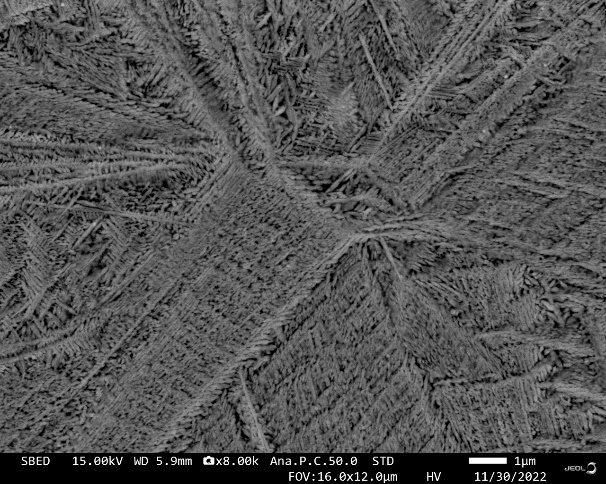 SBED 15.00kV WD 5.9mm x8.00k Ana.P.C.50.0 STD 1µm JEOL
FOV:16.0x12.0µm HV 11/30/2022